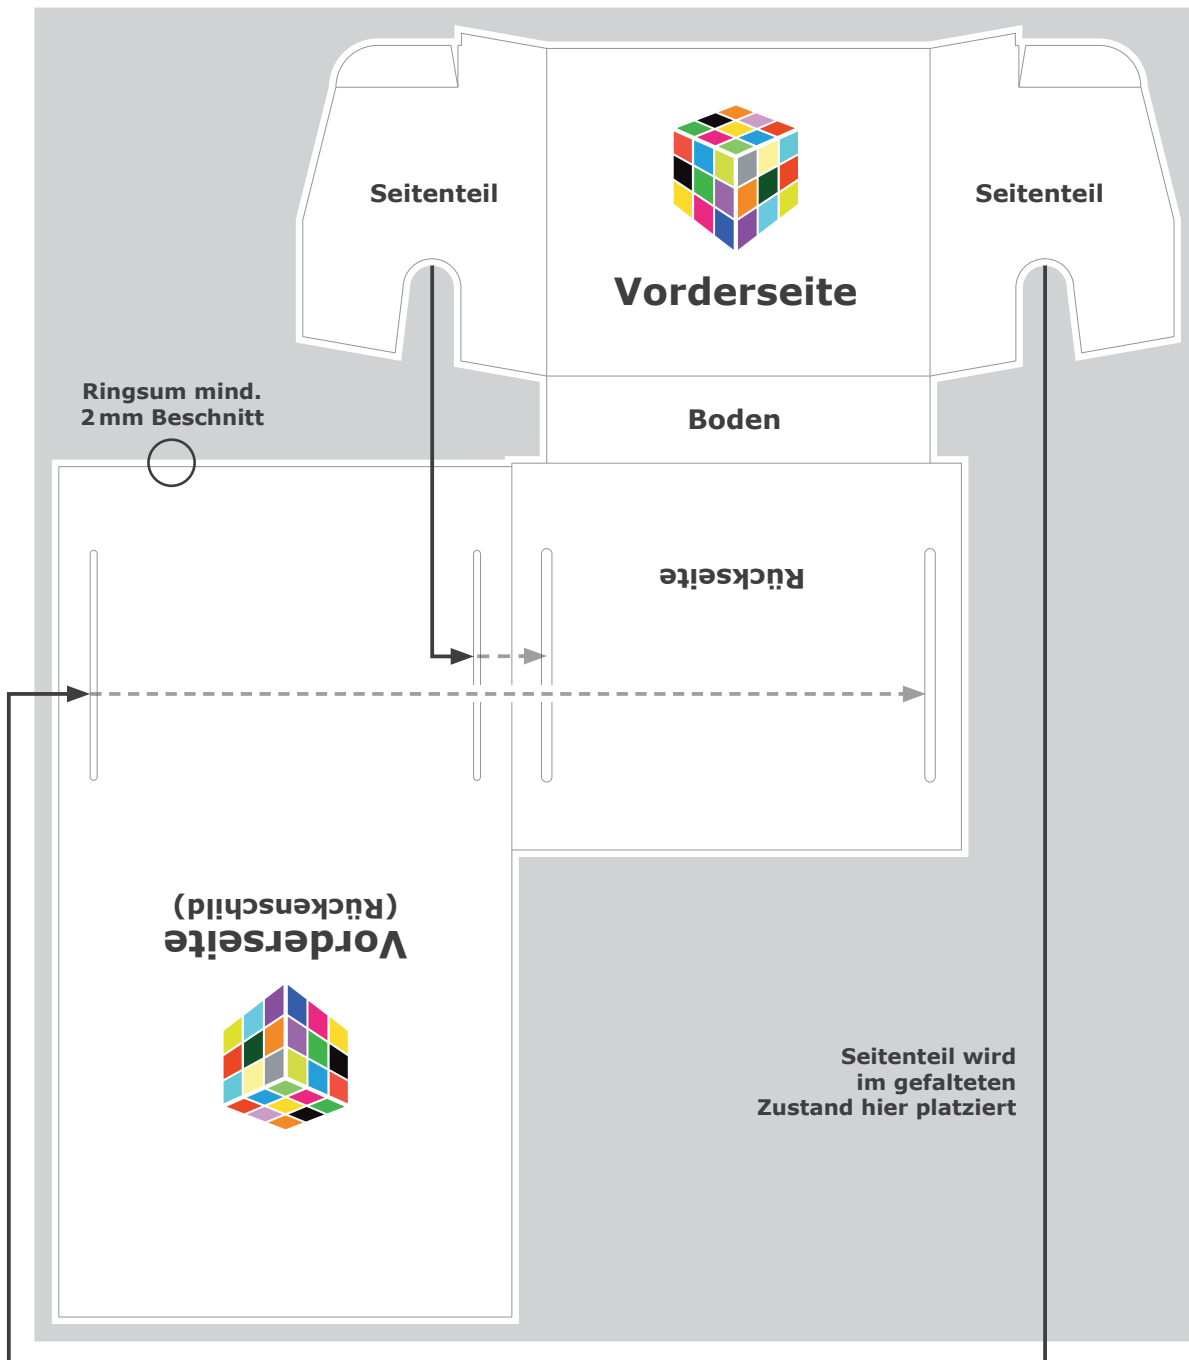 Seitenteil
Seitenteil
Vorderseite
Ringsum mind.
2 mm Beschnitt
Boden
Rückseite
Vorderseite
(Rückenschild)
Seitenteil wird
im gefalteten
Zustand hier platziert